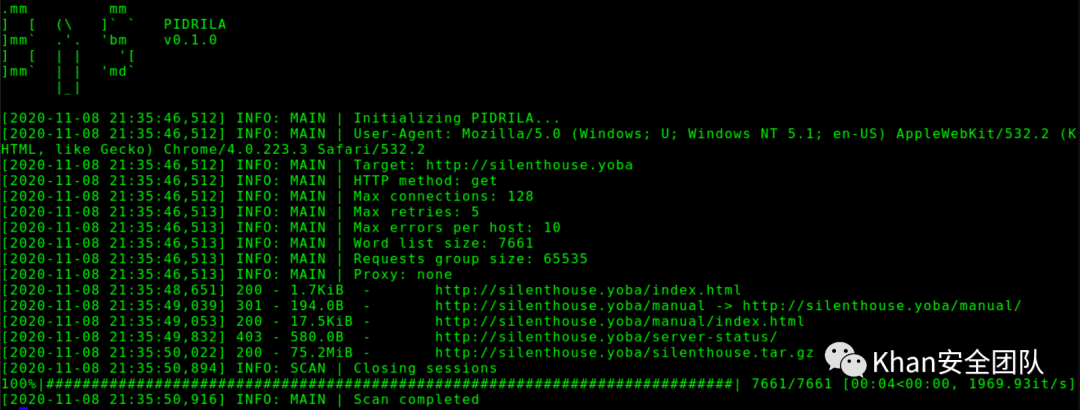 .mm         mm
]  [  (\   ]` `   PIDRILA
]mm`  .'.  'bm    v0.1.0
]  [  | |    '[
]mm`  | |  'md`
      |_|
[2020-11-08 21:35:46,512] INFO: MAIN | Initializing PIDRILA...
[2020-11-08 21:35:46,512] INFO: MAIN | User-Agent: Mozilla/5.0 (Windows; U; Windows NT 5.1; en-US) AppleWebKit/532.2 (K
HTML, like Gecko) Chrome/4.0.223.3 Safari/532.2
[2020-11-08 21:35:46,512] INFO: MAIN | Target: http://silenthouse.yoba
[2020-11-08 21:35:46,512] INFO: MAIN | HTTP method: get
[2020-11-08 21:35:46,512] INFO: MAIN | Max connections: 128
[2020-11-08 21:35:46,513] INFO: MAIN | Max retries: 5
[2020-11-08 21:35:46,513] INFO: MAIN | Max errors per host: 10
[2020-11-08 21:35:46,513] INFO: MAIN | Word list size: 7661
[2020-11-08 21:35:46,513] INFO: MAIN | Requests group size: 65535
[2020-11-08 21:35:46,513] INFO: MAIN | Proxy: none
[2020-11-08 21:35:48,651] 200 - 1.7KiB  -       http://silenthouse.yoba/index.html
[2020-11-08 21:35:49,039] 301 - 194.0B  -       http://silenthouse.yoba/manual -> http://silenthouse.yoba/manual/
[2020-11-08 21:35:49,053] 200 - 17.5KiB -       http://silenthouse.yoba/manual/index.html
[2020-11-08 21:35:49,832] 403 - 580.0B  -       http://silenthouse.yoba/server-status/
[2020-11-08 21:35:50,022] 200 - 75.2MiB -       http://silenthouse.yoba/silenthouse.tar.gz
[2020-11-08 21:35:50,894] INFO: SCAN | Closing sessions
100%|############################################################################| 7661/7661 [00:04<00:00, 1969.93it/s]
[2020-11-08 21:35:50,916] INFO: MAIN | Scan completed
Khan安全团队